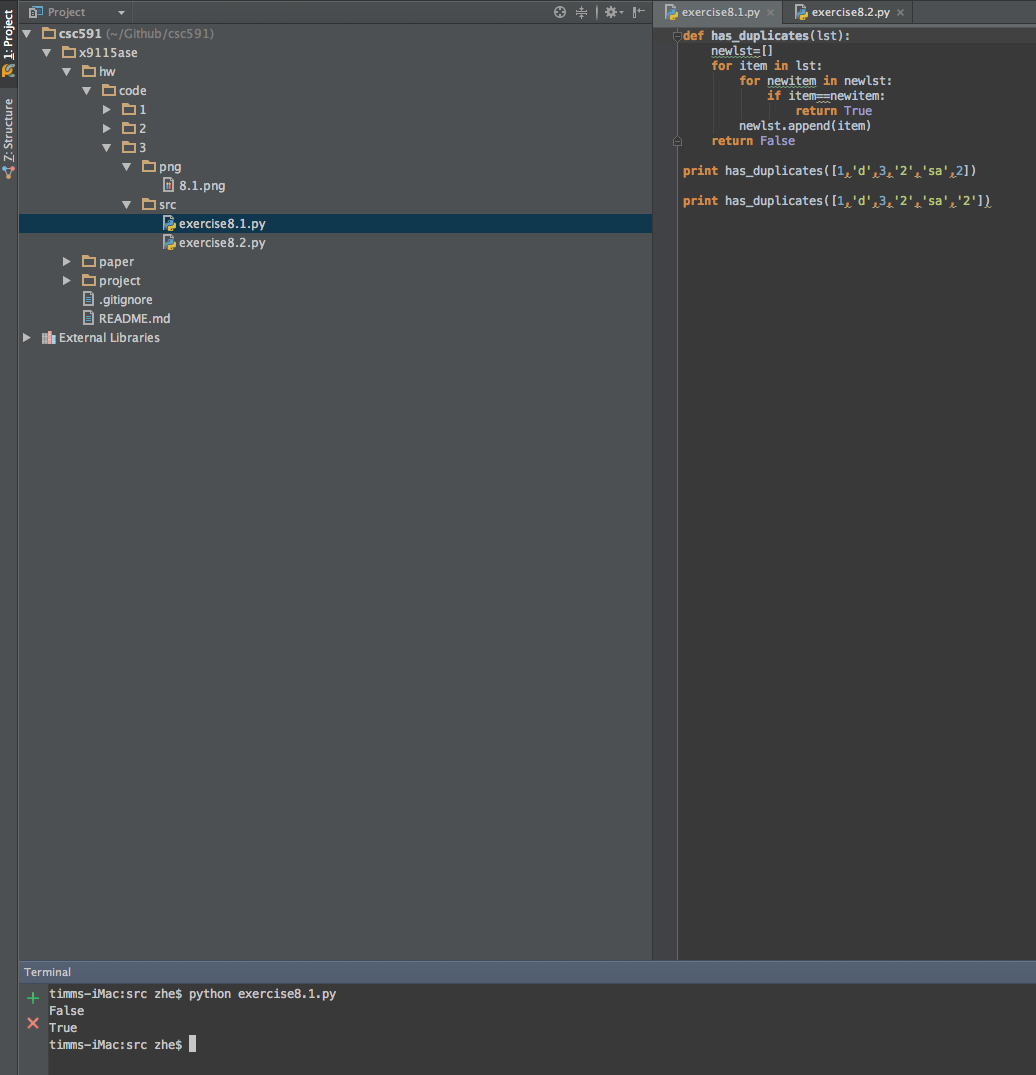 Project
1: Project
Z: Structure
csc591 (~/Github/csc591)
x9115ase
hw
code
1
2
3
png
8.1.png
src
exercise8.1.py
exercise8.2.py
paper
project
.gitignore
README.md
External Libraries
exercise8.1.py × exercise8.2.py ×
def has_duplicates(lst):
newlst=[]
for item in lst:
for newitem in newlst:
if item==newitem:
return True
newlst.append(item)
return False
print has_duplicates([1,'d',3,'2','sa',2])
print has_duplicates([1,'d',3,'2','sa','2'])
Terminal
timms-iMac:src zhe$ python exercise8.1.py
False
True
timms-iMac:src zhe$